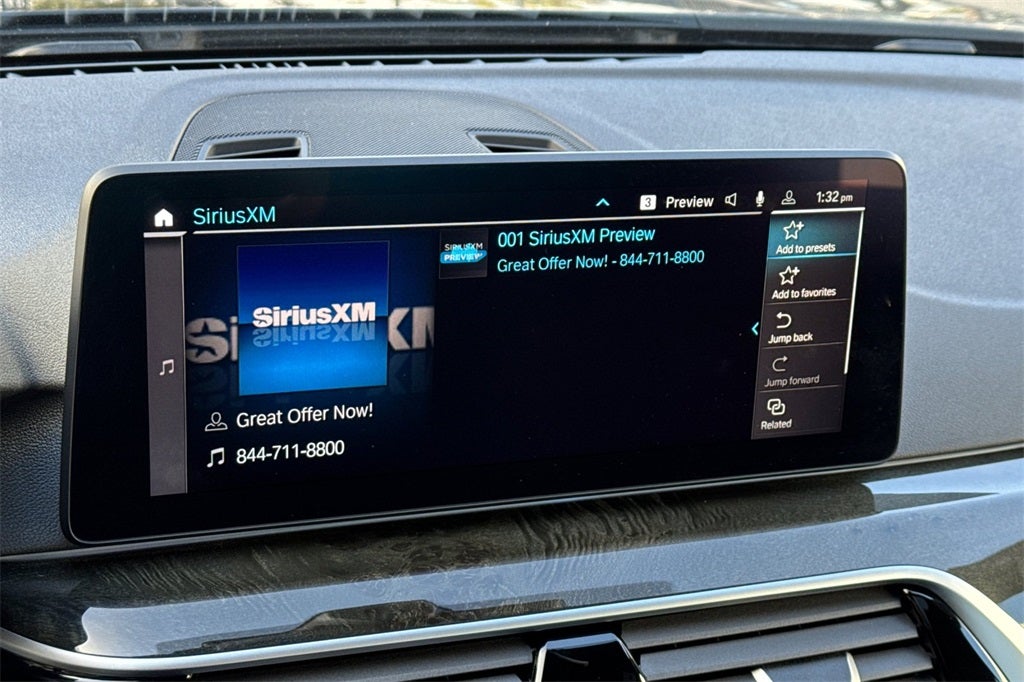 SiriusXM
3 Preview 1:32 pm
SiriusXM
SiriusXM
Great Offer Now!
844-711-8800
SIRIUSXM
PREVIEW
001 SiriusXM Preview
Great Offer Now! - 844-711-8800
Add to presets
Add to favorites
Jump back
Jump forward
Related